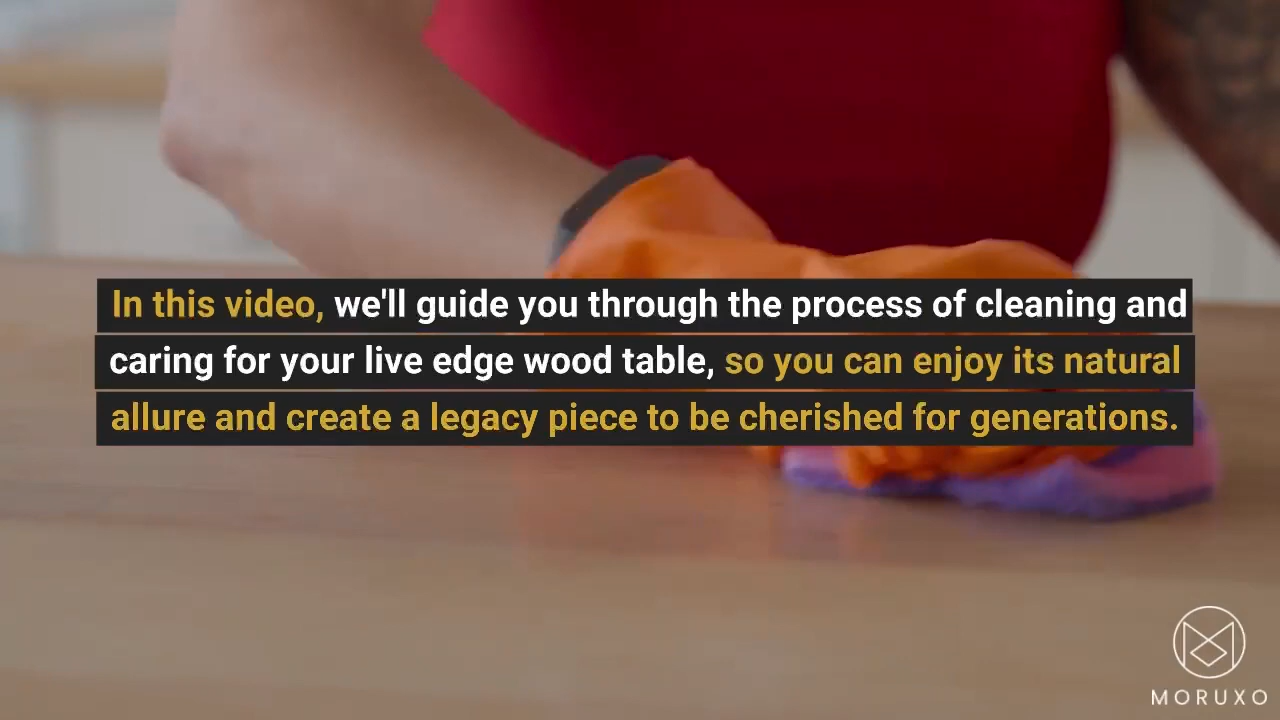 In this video, we'll guide you through the process of cleaning and
caring for your live edge wood table, so you can enjoy its natural
allure and create a legacy piece to be cherished for generations.
MORUXO